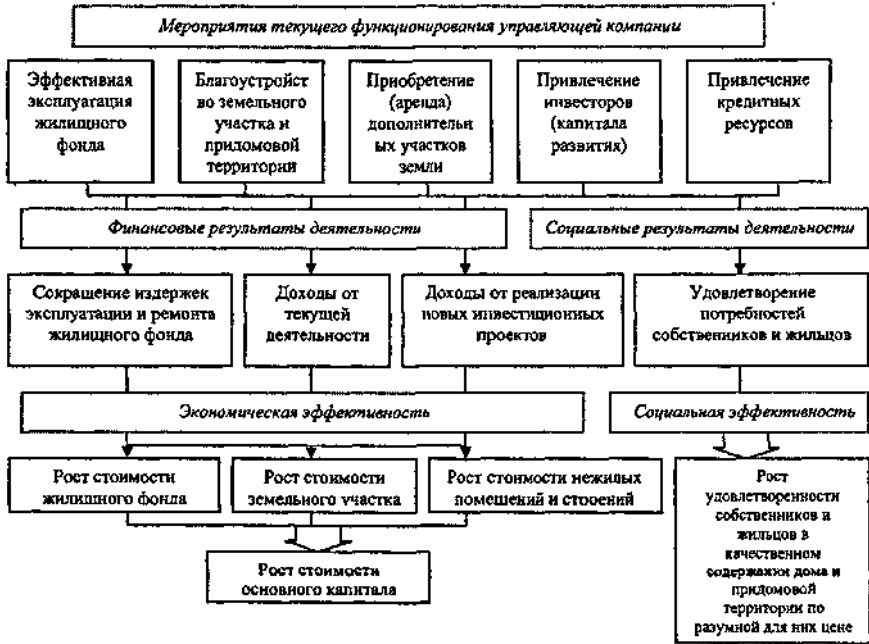 Мероприятия текущего функционирования управляющей компании
Эффективная
эксплуатация
жилищного
фонда
Благоустройст
во земельного
участка и
придомовой
территории
Приобретение
(аренда)
дополнительн
ых участков
земли
Привлечение
инвесторов
(капитала
развития)
Привлечение
кредитных
ресурсов
Финансовые результаты деятельности
Социальные результаты деятельности
Сокращение издержек
эксплуатации и ремонта
жилищного фонда
Доходы от
текущей
деятельности
Доходы от реализации
новых инвестиционных
проектов
Удовлетворение
потребностей
собственников и жильцов
Экономическая эффективность
Социальная эффективность
Рост стоимости
жилищного фонда
Рост стоимости
земельного участка
Рост стоимости нежилых
помещений и строений
Рост стоимости
основного капитала
Рост
удовлетворенности
собственников и
жильцов в
качественном
содержании дома и
придомовой
территории по
разумной для них цене